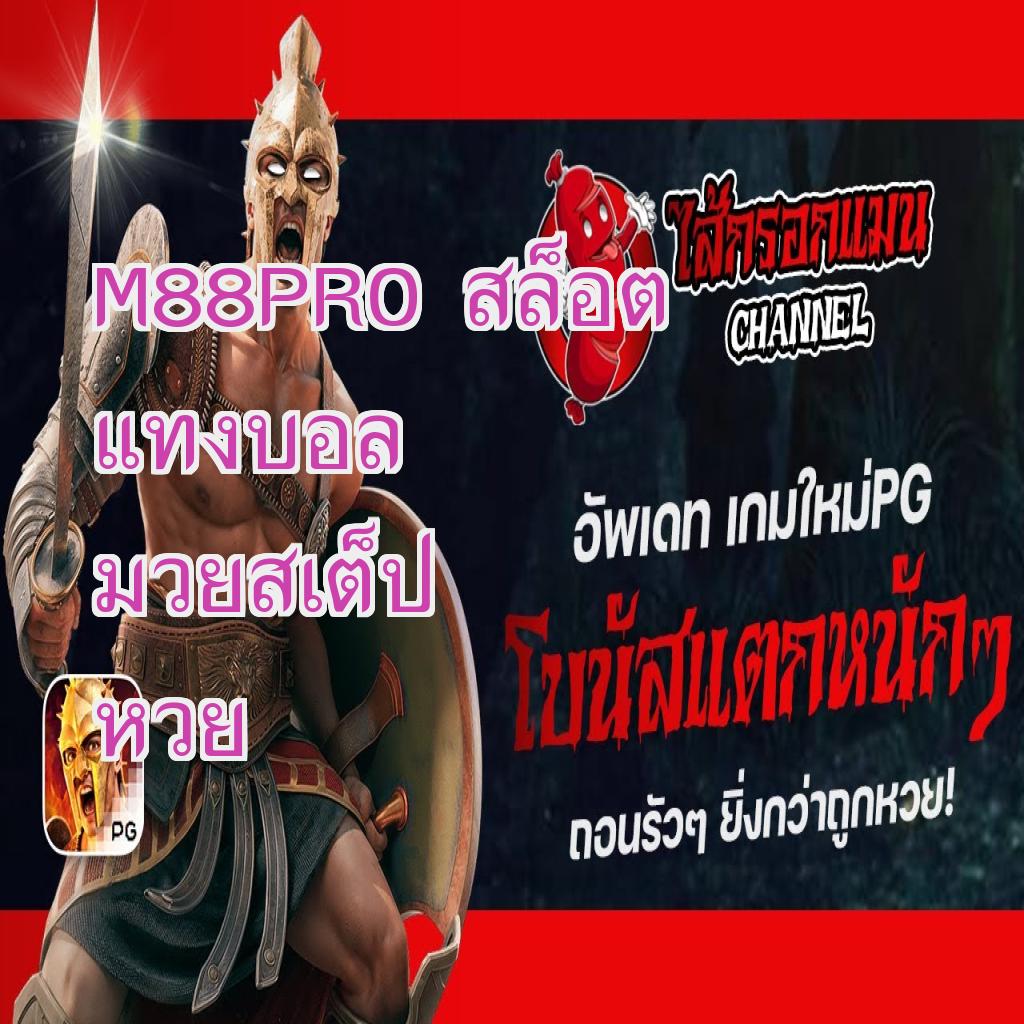 ไส้กรอกแมน
CHANNEL
M88PRO สล็อต
แทงบอล
มวยสเต็ป
หวย
อัพเดท เกมใหม่PG
โบนัสแตกหนักๆ
ถอนรัวๆ ยิ่งกว่าถูกหวย!
PG